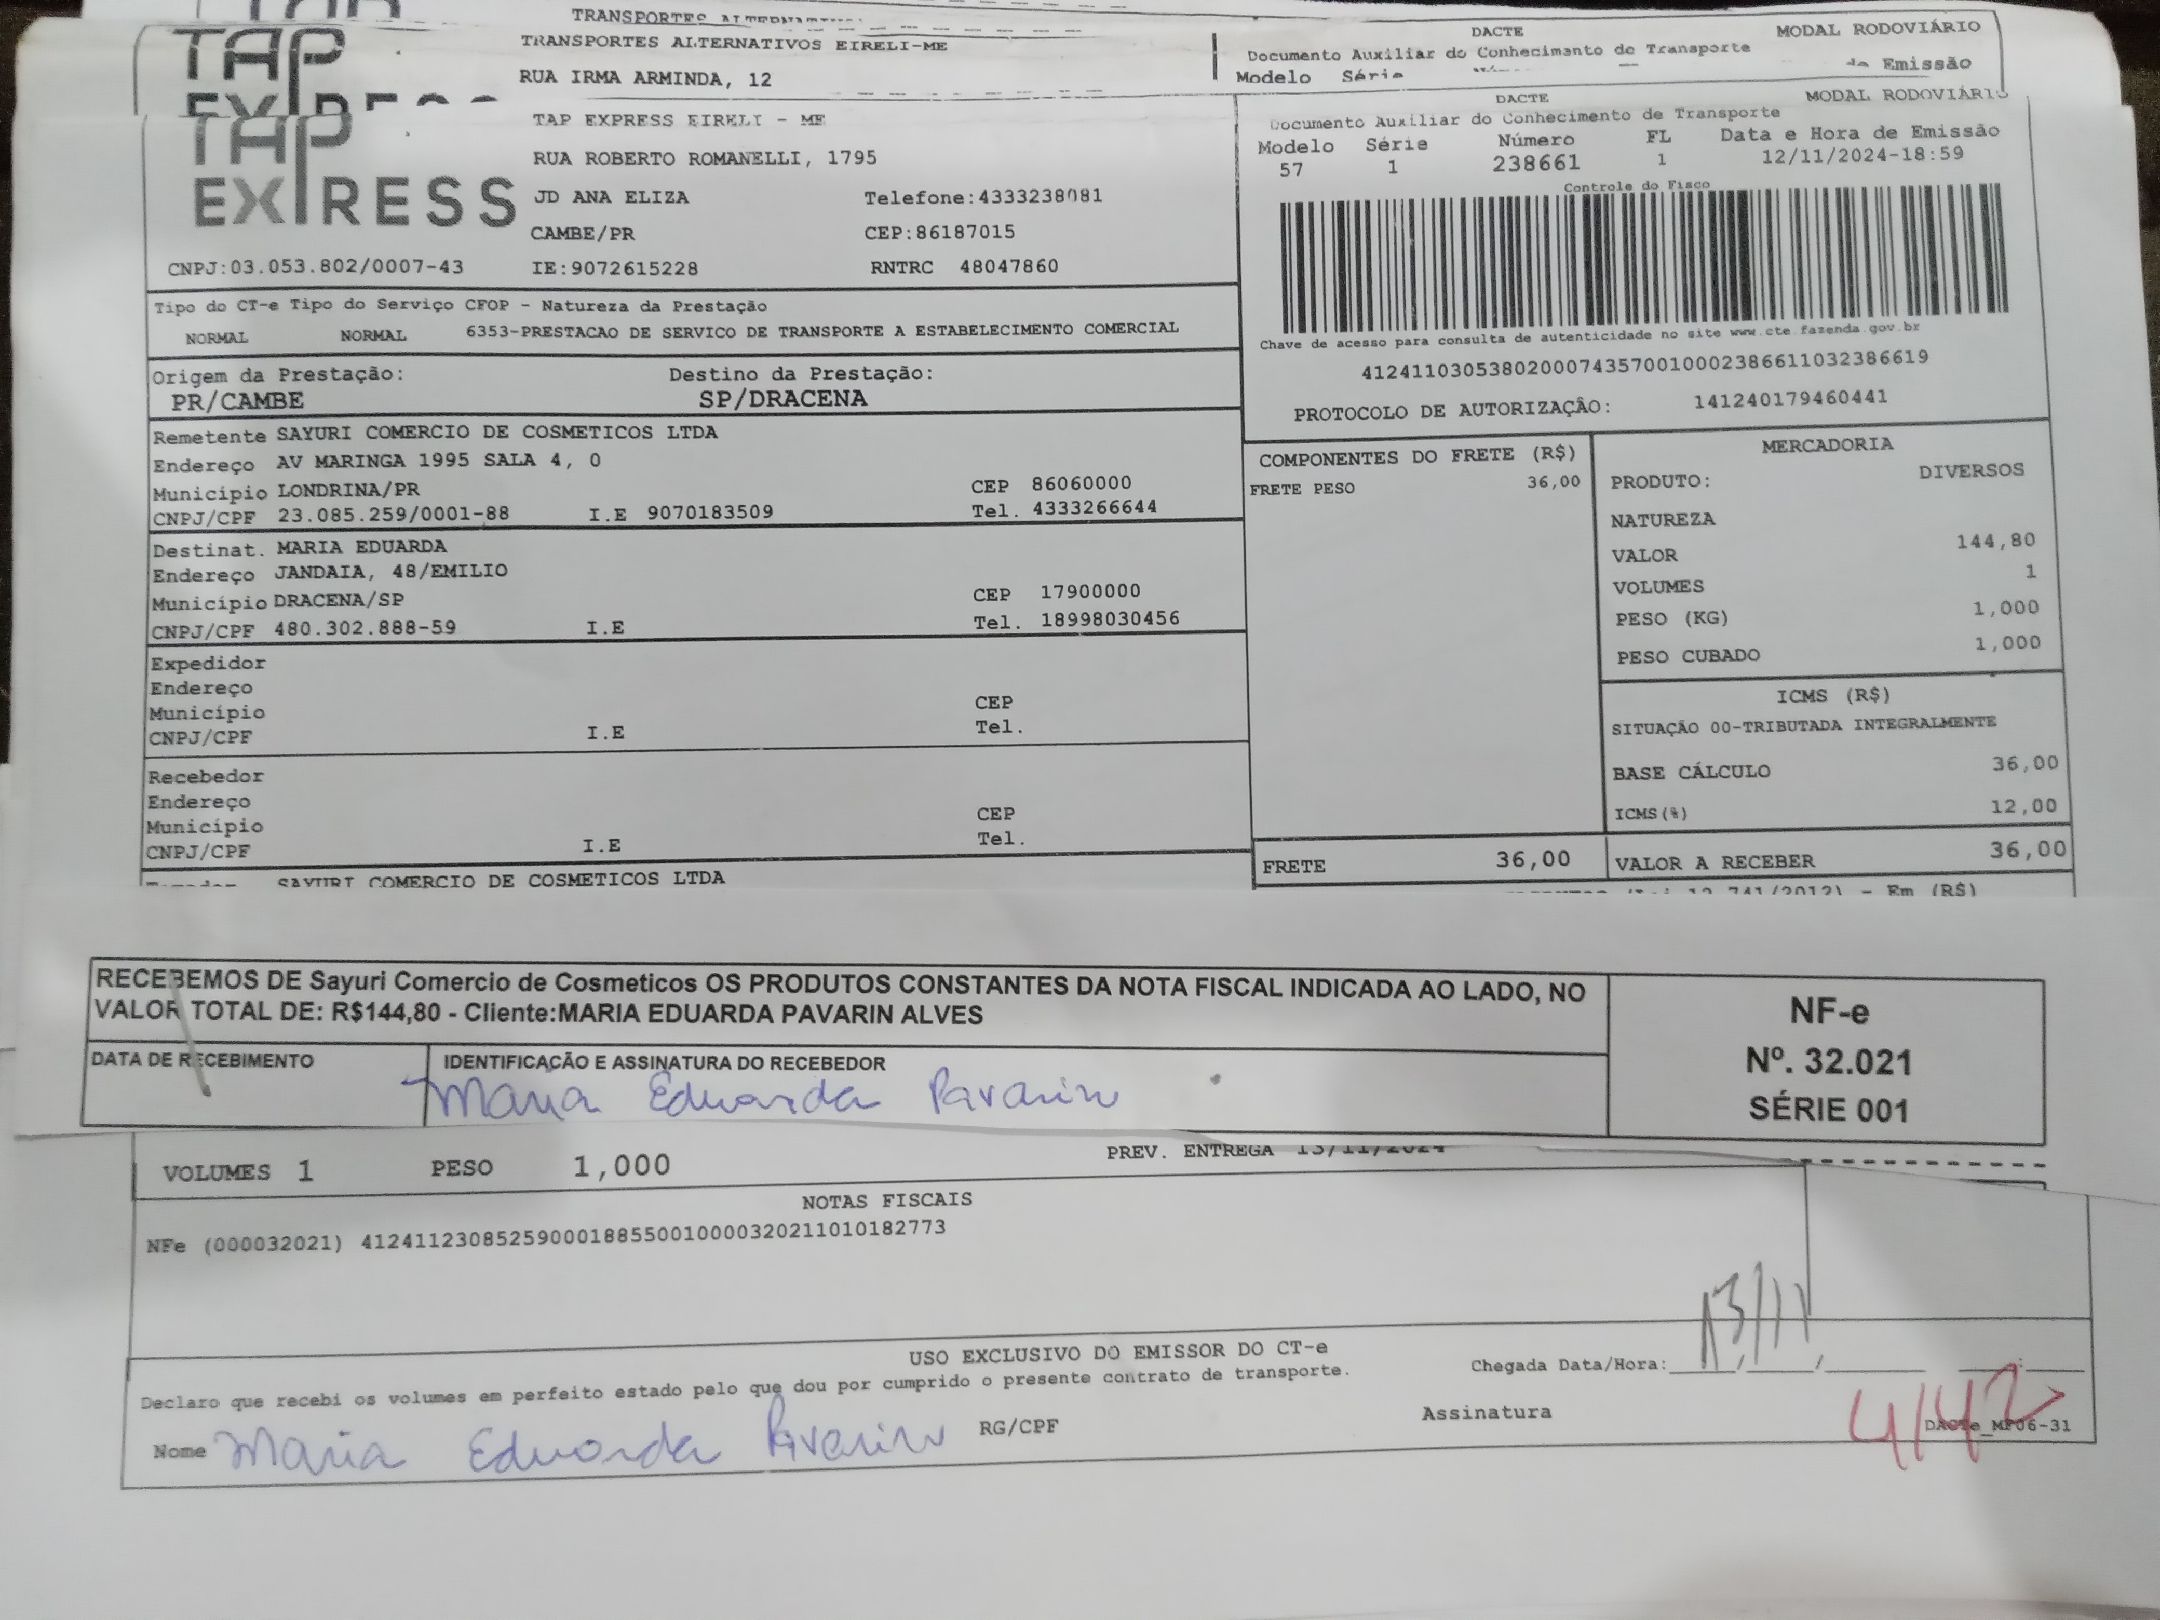 TAP
TRANSPORTES
TRANSPORTES ALTERNATIVOS EIRELI-ME
RUA IRMA ARMINDA, 12
DACTE
MODAL RODOVIÁRIO
Documento Auxiliar do Conhecimento de Transporte
Modelo Série
de Emissão
TAP
EXPRESS
TAP EXPRESS EIRELI - ME
RUA ROBERTO ROMANELLI, 1795
JD ANA ELIZA
Telefone:4333238081
CAMBE/PR
CEP:86187015
CNPJ:03.053.802/0007-43
IE:9072615228
RNTRC 48047860
DACTE
MODAL RODOVIÁRIO
Documento Auxiliar do Conhecimento de Transporte
Modelo Série Número FL Data e Hora de Emissão
57 1 238661 1 12/11/2024-18:59
Controle do Fisco
Chave de acesso para consulta de autenticidade no site www.cte.fazenda.gov.br
41241103053802000743570010002386611032386619
PROTOCOLO DE AUTORIZAÇÃO: 141240179460441
Tipo do CT-e Tipo do Serviço CFOP - Natureza da Prestação
NORMAL NORMAL 6353-PRESTACAO DE SERVICO DE TRANSPORTE A ESTABELECIMENTO COMERCIAL
Origem da Prestação: Destino da Prestação:
PR/CAMBE SP/DRACENA
Remetente SAYURI COMERCIO DE COSMETICOS LTDA
Endereço AV MARINGA 1995 SALA 4, 0
Município LONDRINA/PR CEP 86060000
CNPJ/CPF 23.085.259/0001-88 I.E 9070183509 Tel. 4333266644
Destinat. MARIA EDUARDA
Endereço JANDAIA, 48/EMILIO
Município DRACENA/SP CEP 17900000
CNPJ/CPF 480.302.888-59 I.E Tel. 18998030456
Expedidor
Endereço
Município CEP
CNPJ/CPF I.E Tel.
Recebedor
Endereço
Município CEP
CNPJ/CPF I.E Tel.
SAYURI COMERCIO DE COSMETICOS LTDA
COMPONENTES DO FRETE (R$)
FRETE PESO 36,00
FRETE 36,00
MERCADORIA
PRODUTO: DIVERSOS
NATUREZA
VALOR 144,80
VOLUMES 1
PESO (KG) 1,000
PESO CUBADO 1,000
ICMS (R$)
SITUAÇÃO 00-TRIBUTADA INTEGRALMENTE
BASE CÁLCULO 36,00
ICMS(%) 12,00
VALOR A RECEBER 36,00
12.741/2012) - Em (R$)
RECEBEMOS DE Sayuri Comercio de Cosmeticos OS PRODUTOS CONSTANTES DA NOTA FISCAL INDICADA AO LADO, NO
VALOR TOTAL DE: R$144,80 - Cliente:MARIA EDUARDA PAVARIN ALVES
DATA DE RECEBIMENTO
IDENTIFICAÇÃO E ASSINATURA DO RECEBEDOR
Maria Eduarda Pavarin
NF-e
Nº. 32.021
SÉRIE 001
VOLUMES 1 PESO 1,000 PREV. ENTREGA 13/11/2024
NOTAS FISCAIS
NFe (000032021) 41241123085259000188550010000320211010182773
USO EXCLUSIVO DO EMISSOR DO CT-e
Declaro que recebi os volumes em perfeito estado pelo que dou por cumprido o presente contrato de transporte.
Chegada Data/Hora: 13/11
Nome Maria Eduarda Pavarin RG/CPF
Assinatura
DACTe_MP06-31